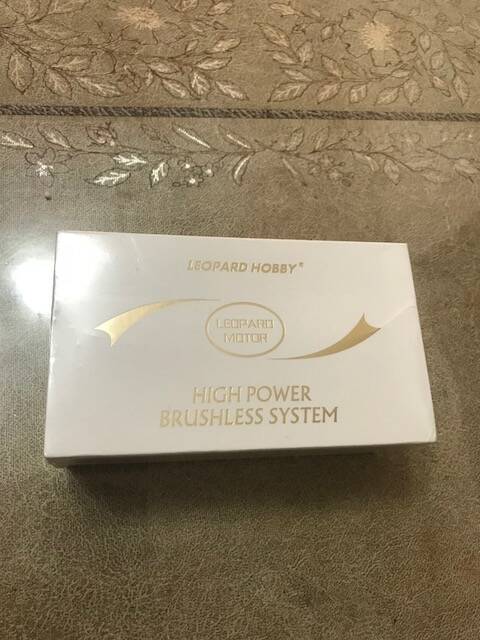 LEOPARD HOBBY®
LEOPARD
MOTOR
HIGH POWER
BRUSHLESS SYSTEM